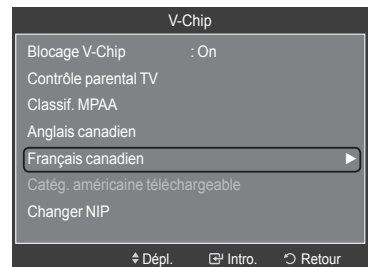 V-Chip
Blocage V-Chip : On
Contrôle parental TV
Classif. MPAA
Anglais canadien
Français canadien ►
Catég. américaine téléchargeable
Changer NIP
Dépl. Intro. Retour